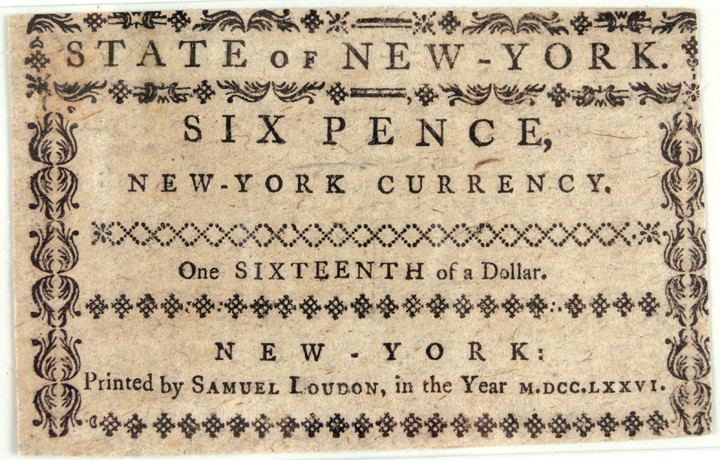 STATE OF NEW-YORK.
SIX PENCE,
NEW-YORK CURRENCY.
One SIXTEENTH of a Dollar.
NEW-YORK:
Printed by SAMUEL LOUDON, in the Year M.DCC.LXXVI.